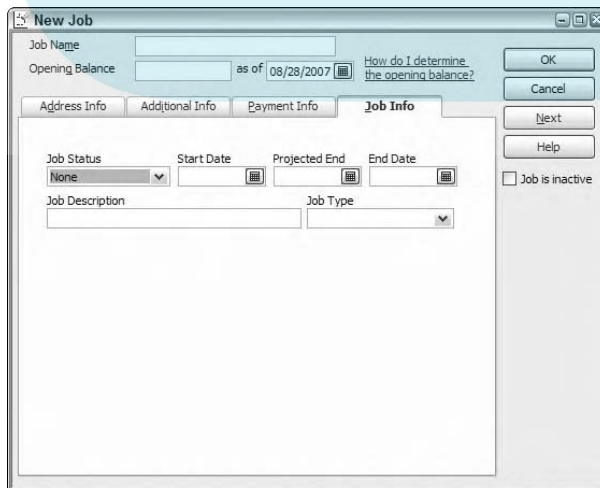 New Job
Job Name
Opening Balance as of 08/28/2007 How do I determine
the opening balance?
OK
Cancel
Next
Help
Job is inactive
Address Info Additional Info Payment Info Job Info
Job Status Start Date Projected End End Date
None
Job Description Job Type